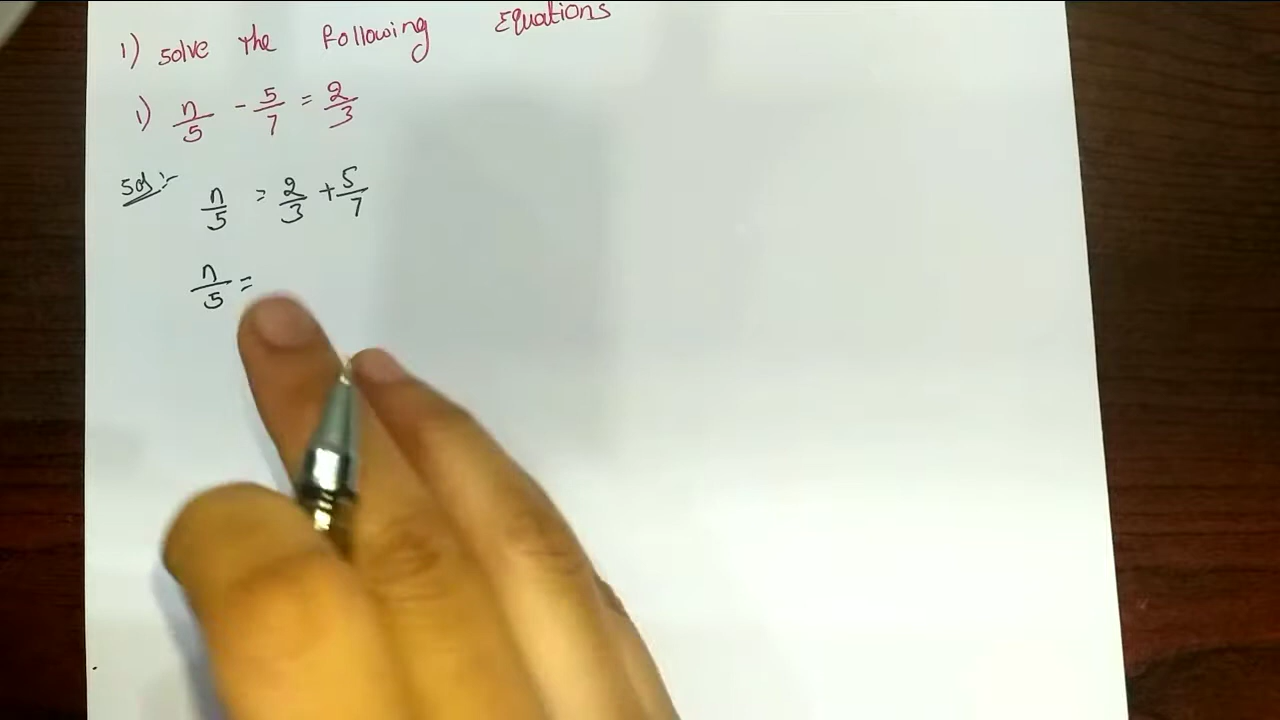 1) Solve the Following Equations
1) n/5 - 5/7 = 2/3
Sol:-
n/5 = 2/3 + 5/7
n/5 =